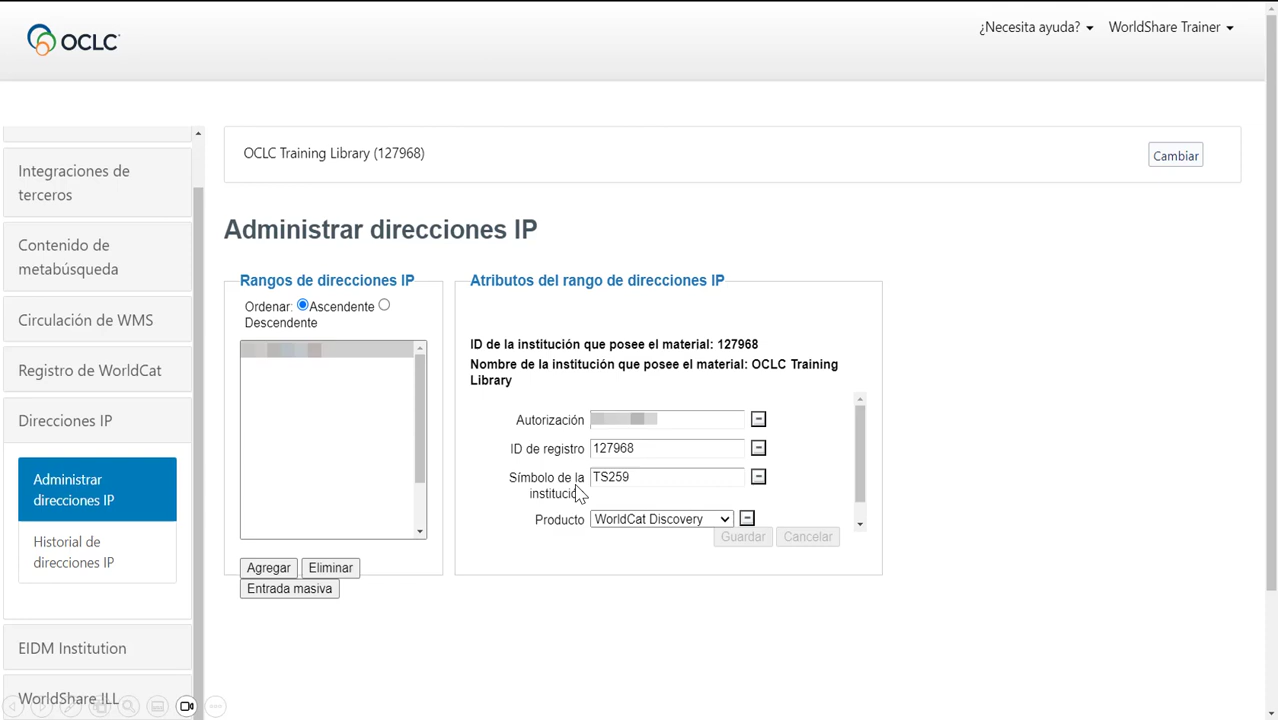 OCLC
¿Necesita ayuda?
WorldShare Trainer
Integraciones de
terceros
Contenido de
metabúsqueda
Circulación de WMS
Registro de WorldCat
Direcciones IP
Administrar
direcciones IP
Historial de
direcciones IP
EIDM Institution
WorldShare ILL
OCLC Training Library (127968)
Cambiar
Administrar direcciones IP
Rangos de direcciones IP
Ordenar: Ascendente
Descendente
Agregar Eliminar
Entrada masiva
Atributos del rango de direcciones IP
ID de la institución que posee el material: 127968
Nombre de la institución que posee el material: OCLC Training
Library
Autorización
ID de registro 127968
Símbolo de la TS259
institución
Producto WorldCat Discovery
Guardar Cancelar